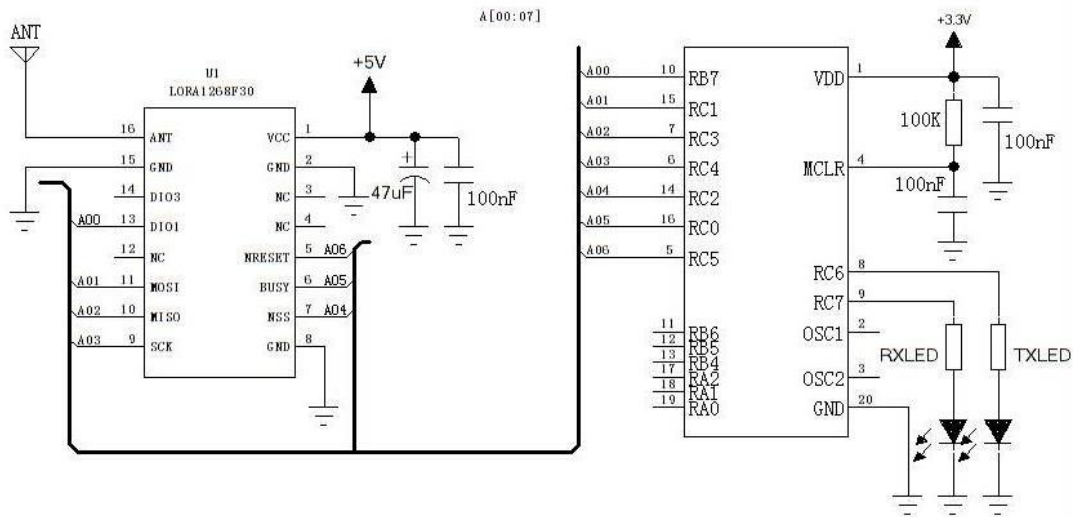 A[00:07]
ANT
U1
LORA1268F30
+5V
16 ANT VCC 1
15 GND GND 2
14 DIO3 NC 3
A00 13 DIO1 NC 4
12 NC NRESET 5 A06
A01 11 MOSI BUSY 6 A05
A02 10 MISO NSS 7 A04
A03 9 SCK GND 8
+
47uF
100nF
+3.3V
A00 10 RB7 VDD 1
A01 15 RC1
A02 7 RC3
A03 6 RC4 MCLR 4
A04 14 RC2
A05 16 RC0
A06 5 RC5
100K
100nF
100nF
RC6 8
RC7 9
11 RB6 OSC1 2
12 RB5
13 RB4
17 RA2 OSC2 3
18 RA1
19 RA0 GND 20
RXLED
TXLED